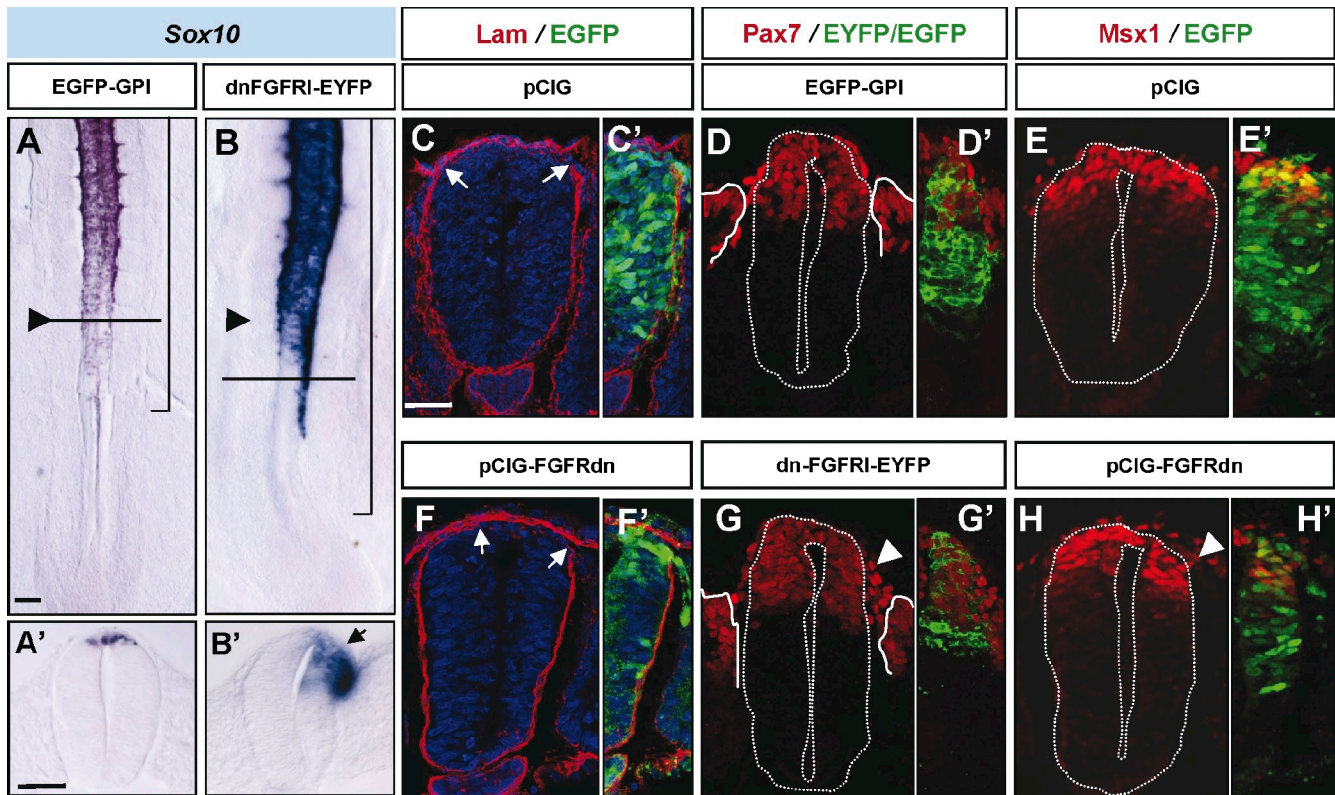 Sox10
Lam / EGFP
Pax7 / EYFP/EGFP
Msx1 / EGFP
EGFP-GPI
dnFGFRI-EYFP
pCIG
EGFP-GPI
pCIG
A
B
C
C’
D
D’
E
E’
pCIG-FGFRdn
dn-FGFRI-EYFP
pCIG-FGFRdn
F
F’
G
G’
H
H’
A’
B’